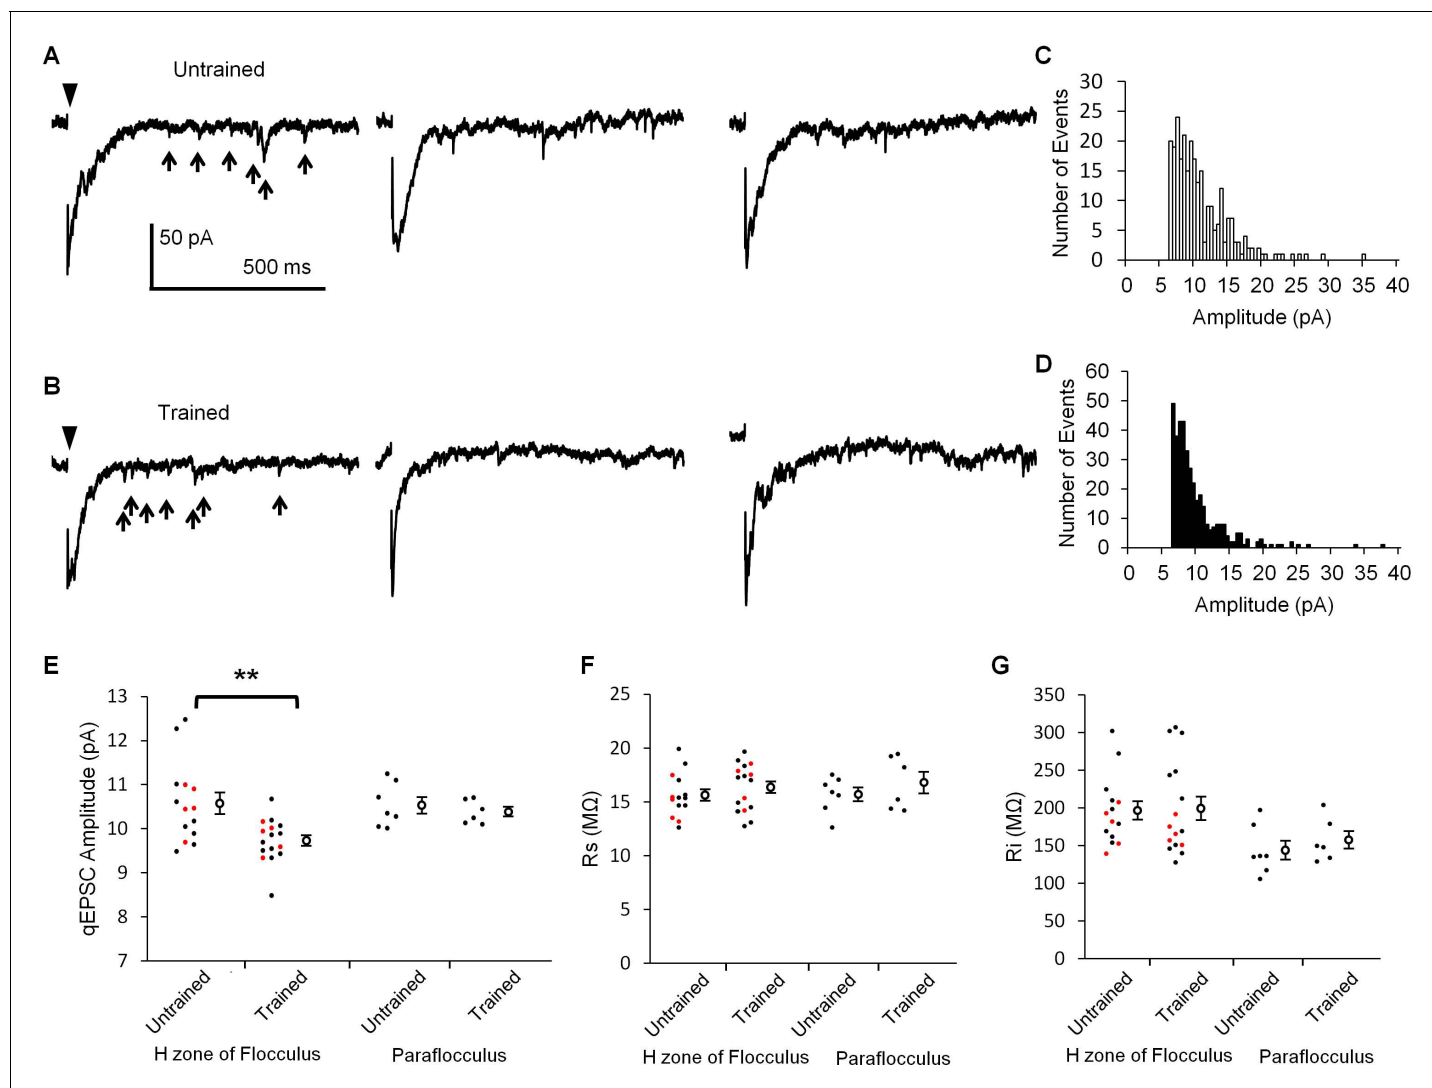 A
Untrained
50 pA
500 ms
C
Number of Events
30
25
20
15
10
5
0
0 5 10 15 20 25 30 35 40
Amplitude (pA)
B
Trained
D
Number of Events
60
50
40
30
20
10
0
0 5 10 15 20 25 30 35 40
Amplitude (pA)
E
**
qEPSC Amplitude (pA)
13
12
11
10
9
8
7
Untrained Trained Untrained Trained
H zone of Flocculus Paraflocculus
F
Rs (MΩ)
25
20
15
10
5
0
Untrained Trained Untrained Trained
H zone of Flocculus Paraflocculus
G
Ri (MΩ)
350
300
250
200
150
100
50
0
Untrained Trained Untrained Trained
H zone of Flocculus Paraflocculus